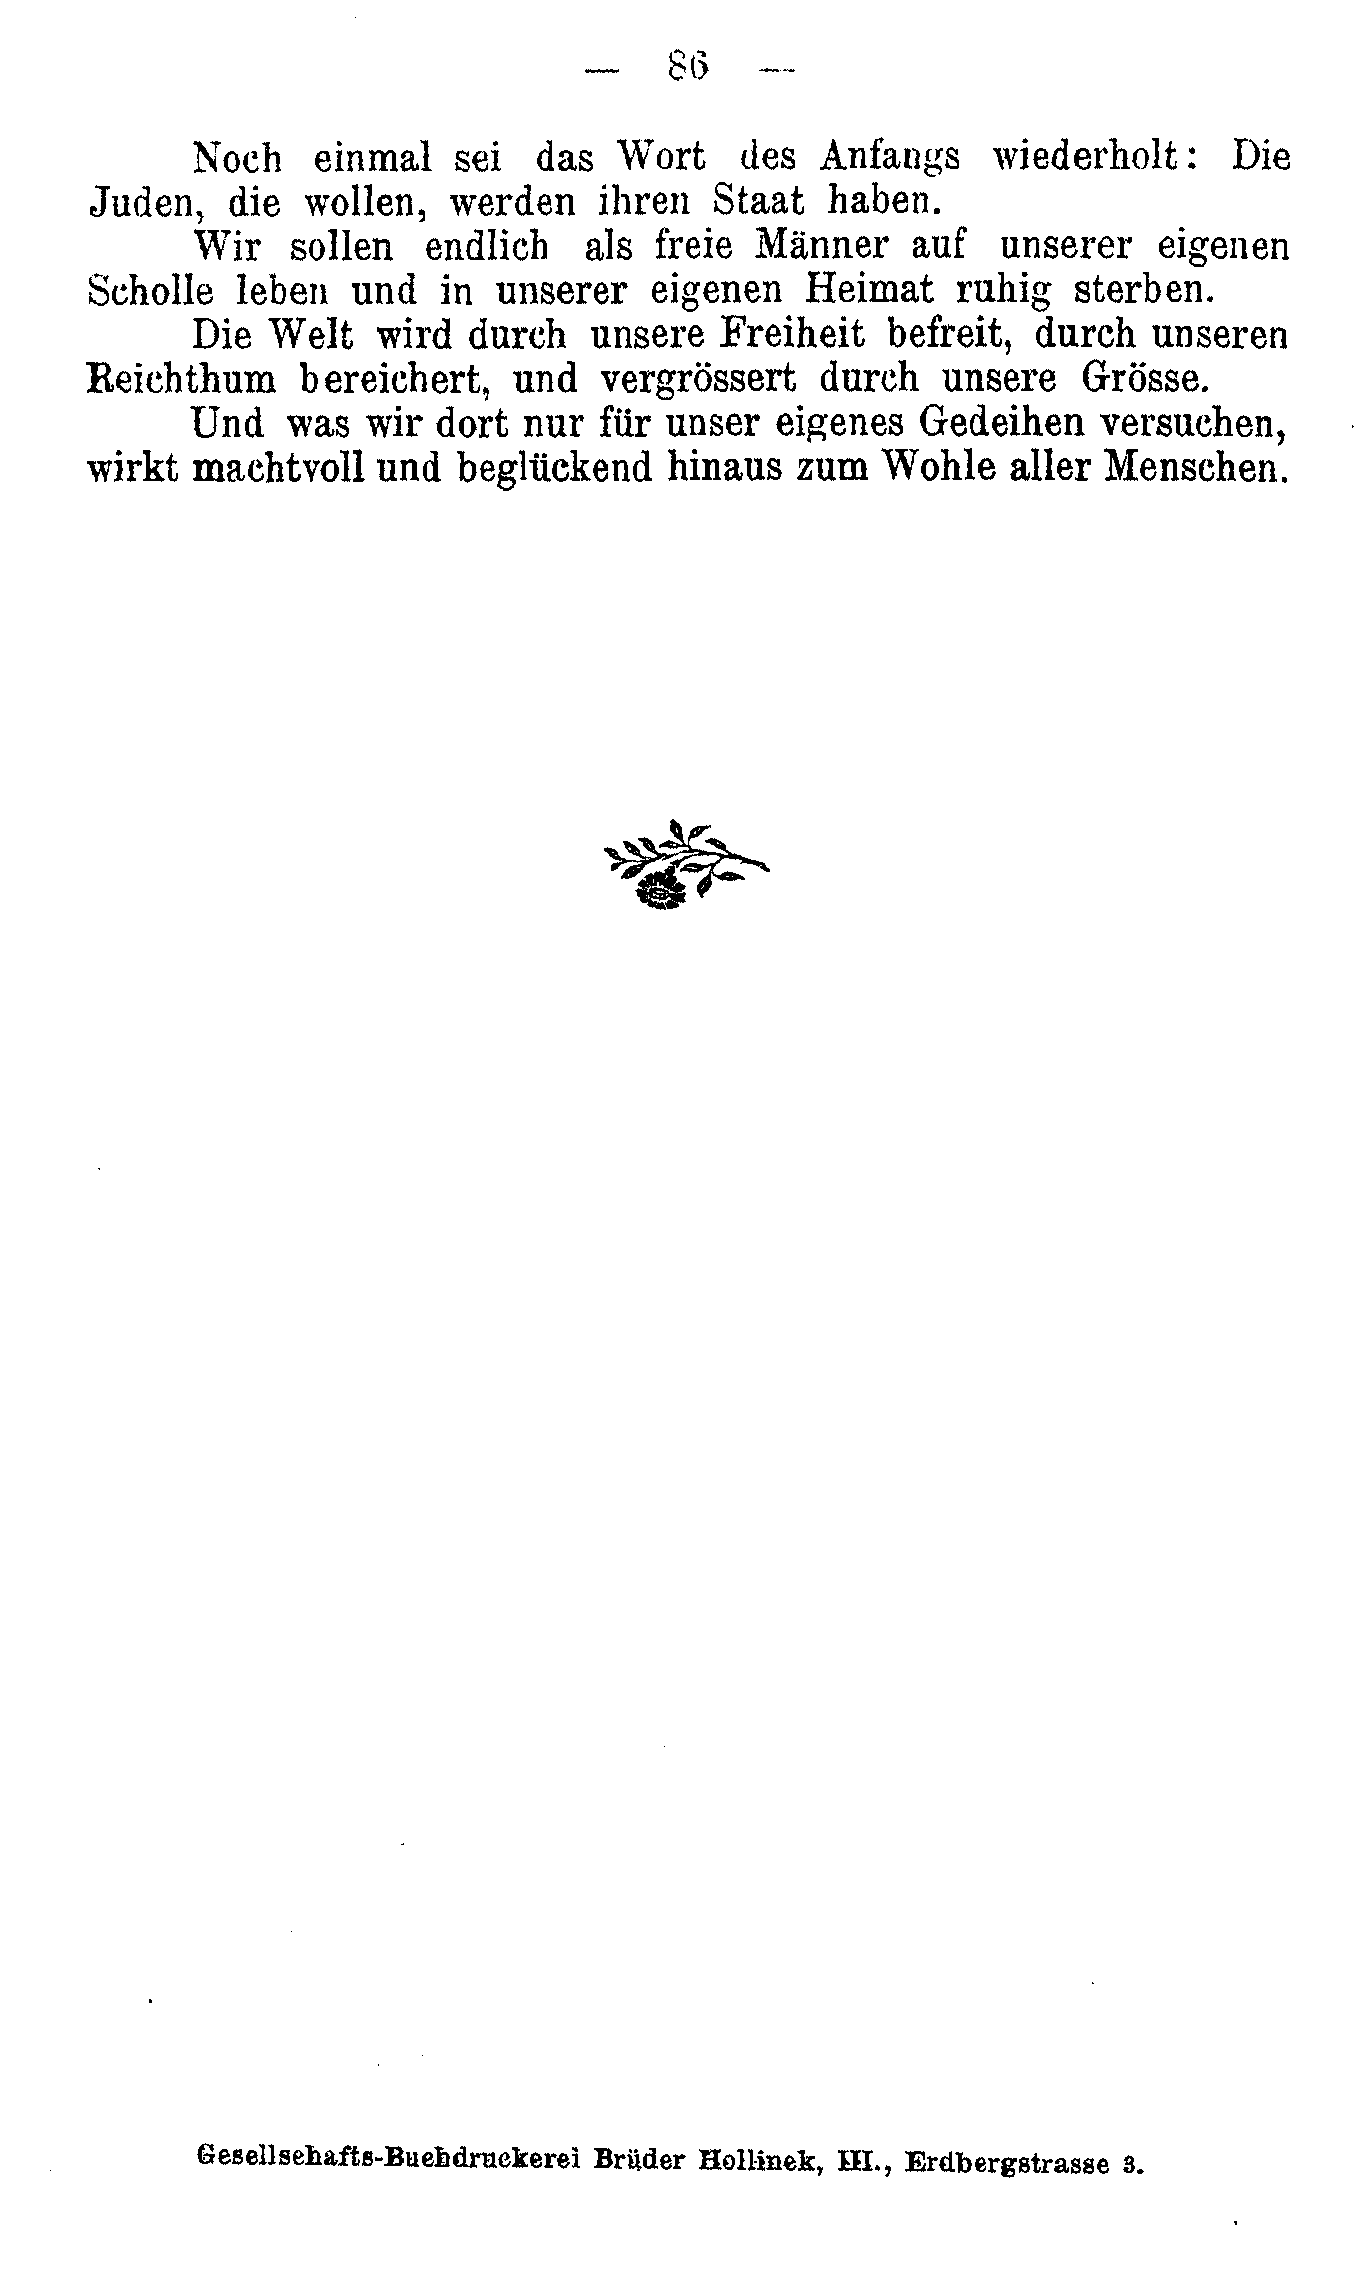 — 86 —
Noch einmal sei das Wort des Anfangs wiederholt: Die
Juden, die wollen, werden ihren Staat haben.
Wir sollen endlich als freie Männer auf unserer eigenen
Scholle leben und in unserer eigenen Heimat ruhig sterben.
Die Welt wird durch unsere Freiheit befreit, durch unseren
Reichthum bereichert, und vergrössert durch unsere Grösse.
Und was wir dort nur für unser eigenes Gedeihen versuchen,
wirkt machtvoll und beglückend hinaus zum Wohle aller Menschen.
Gesellschafts-Buchdruckerei Brüder Hollinek, III., Erdbergstrasse 3.